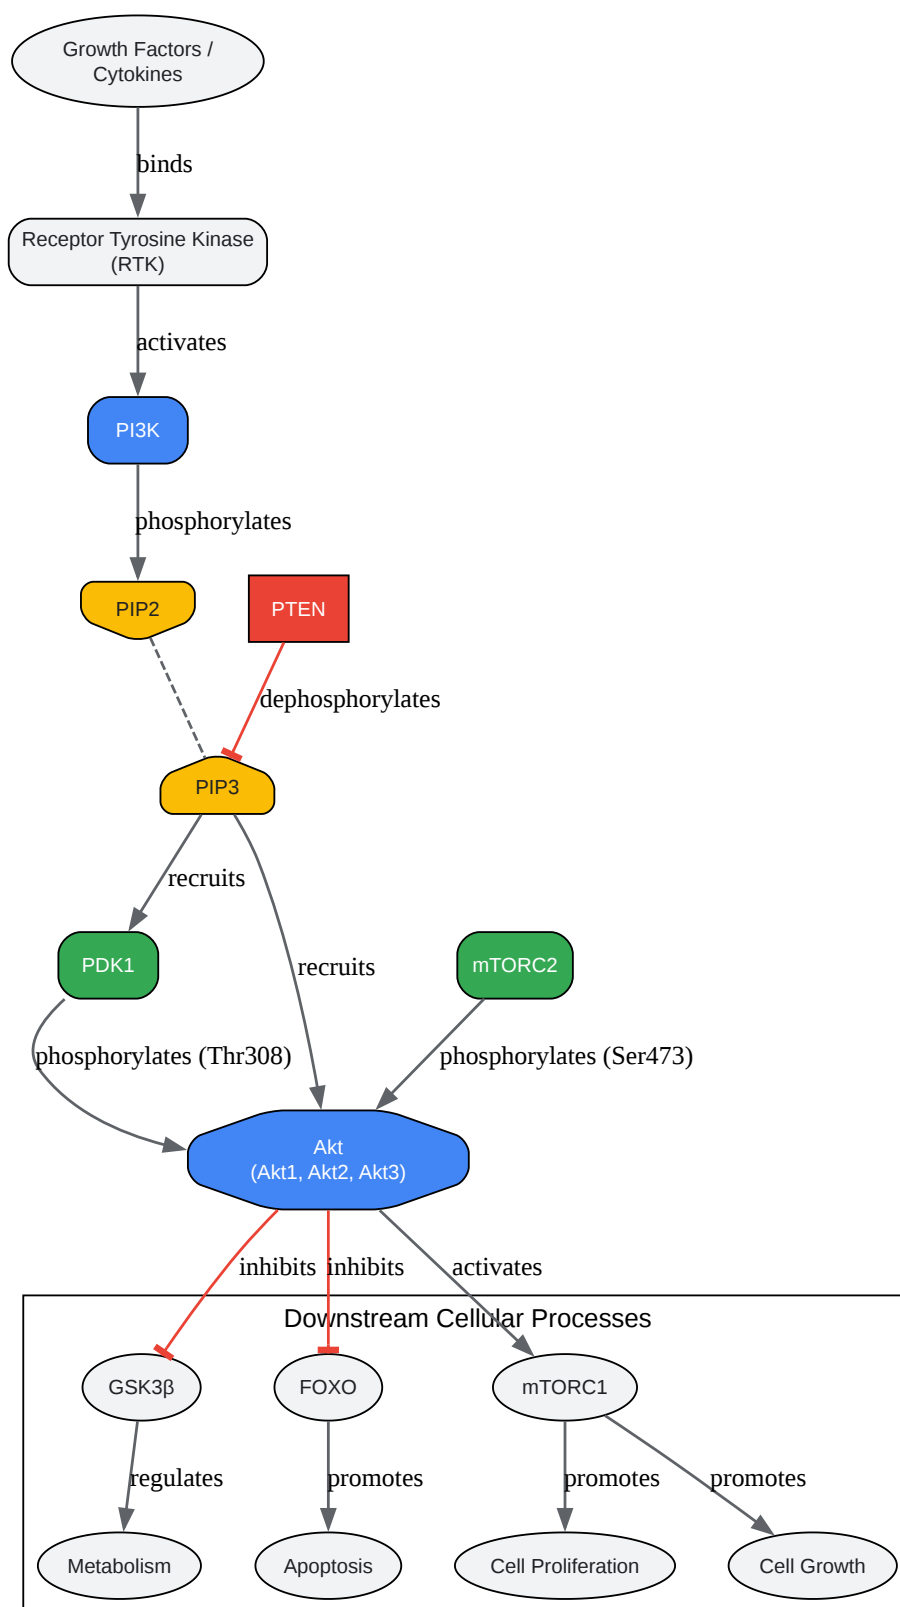 Growth Factors /
Cytokines
binds
Receptor Tyrosine Kinase
(RTK)
activates
PI3K
phosphorylates
PIP2
PTEN
dephosphorylates
PIP3
recruits
PDK1
mTORC2
recruits
phosphorylates (Thr308)
phosphorylates (Ser473)
Akt
(Akt1, Akt2, Akt3)
inhibits
inhibits
activates
Downstream Cellular Processes
GSK3β
FOXO
mTORC1
regulates
promotes
promotes
promotes
Metabolism
Apoptosis
Cell Proliferation
Cell Growth